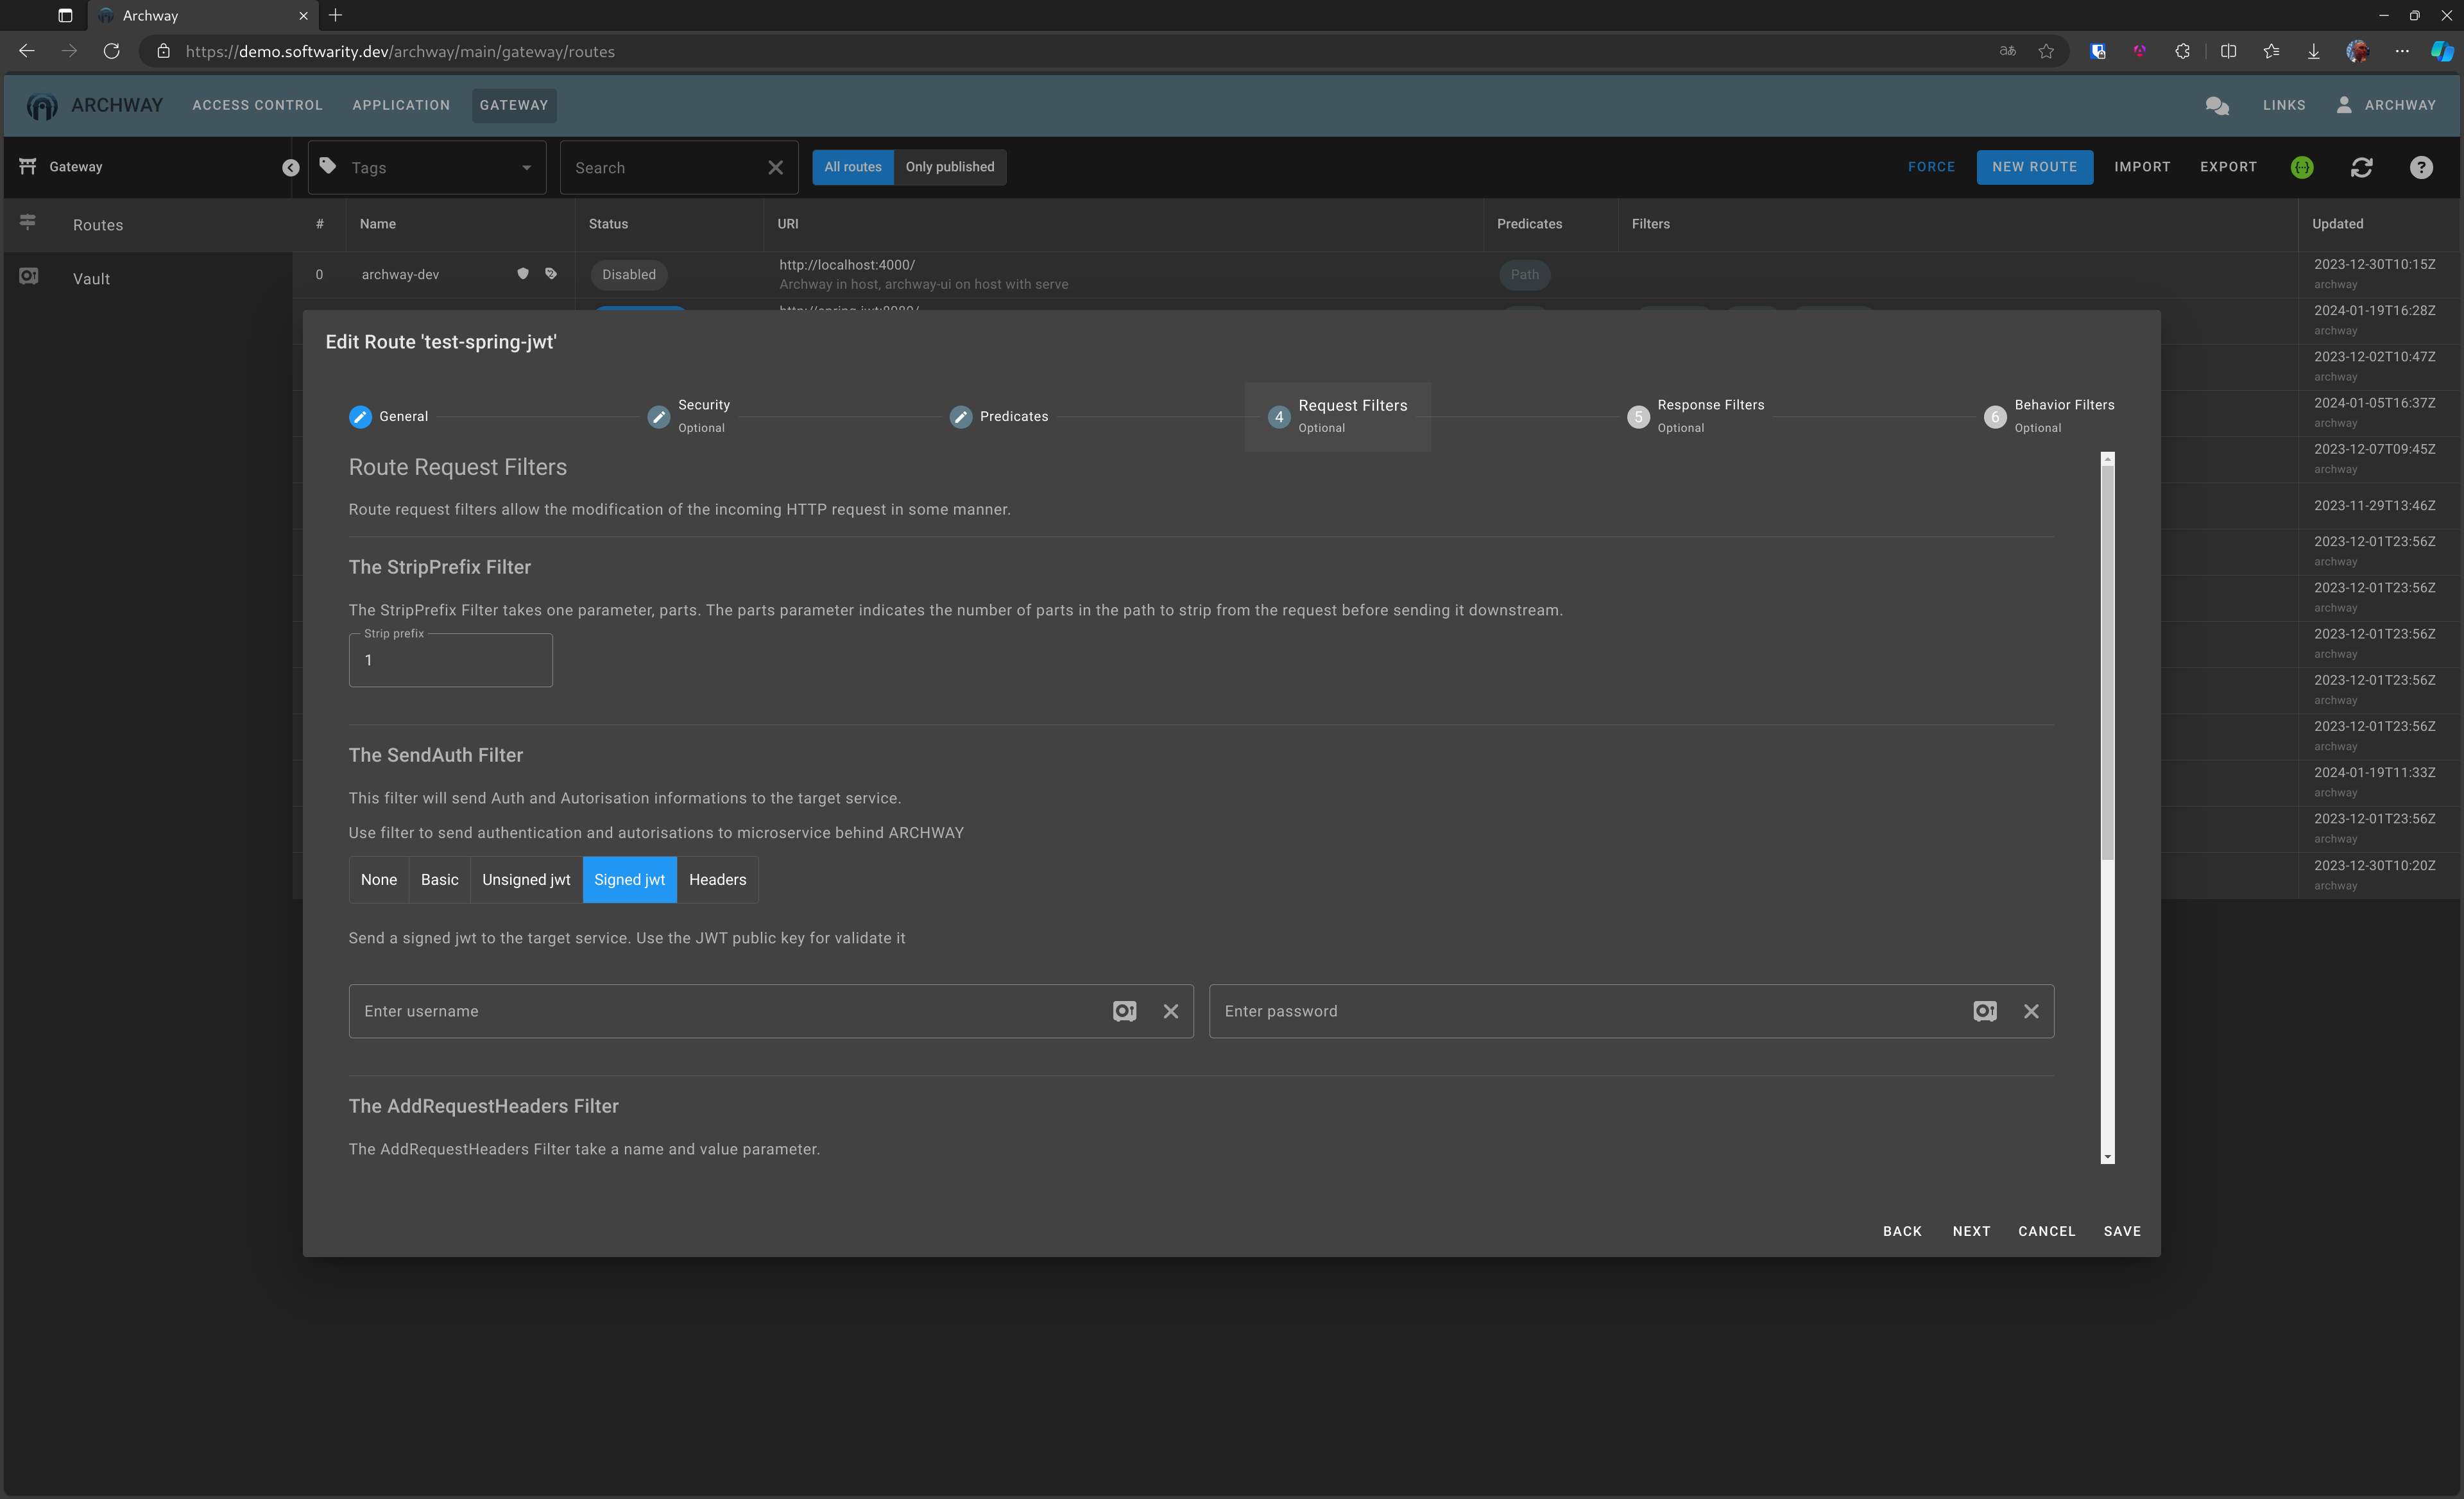 Archway
https://demo.softwarity.dev/archway/main/gateway/routes
ARCHWAY ACCESS CONTROL APPLICATION GATEWAY LINKS ARCHWAY
Gateway Tags Search All routes Only published FORCE NEW ROUTE IMPORT EXPORT
Routes
Vault
# Name Status URI Predicates Filters Updated
0 archway-dev Disabled http://localhost:4000/ Path 2023-12-30T10:15Z
Archway in host, archway-ui on host with serve archway
http://spring-jwt:8080/ 2024-01-19T16:28Z
archway
Edit Route 'test-spring-jwt'
2023-12-02T10:47Z
archway
General
Security
Optional
Predicates
4 Request Filters
Optional
5 Response Filters
Optional
6 Behavior Filters
Optional
2024-01-05T16:37Z
archway
Route Request Filters
2023-12-07T09:45Z
archway
Route request filters allow the modification of the incoming HTTP request in some manner.
2023-11-29T13:46Z
The StripPrefix Filter
2023-12-01T23:56Z
archway
The StripPrefix Filter takes one parameter, parts. The parts parameter indicates the number of parts in the path to strip from the request before sending it downstream.
2023-12-01T23:56Z
archway
Strip prefix
1
2023-12-01T23:56Z
archway
2023-12-01T23:56Z
archway
The SendAuth Filter
2023-12-01T23:56Z
archway
This filter will send Auth and Autorisation informations to the target service.
2024-01-19T11:33Z
archway
Use filter to send authentication and autorisations to microservice behind ARCHWAY
2023-12-01T23:56Z
archway
None Basic Unsigned jwt Signed jwt Headers
2023-12-30T10:20Z
archway
Send a signed jwt to the target service. Use the JWT public key for validate it
Enter username Enter password
The AddRequestHeaders Filter
The AddRequestHeaders Filter take a name and value parameter.
BACK NEXT CANCEL SAVE